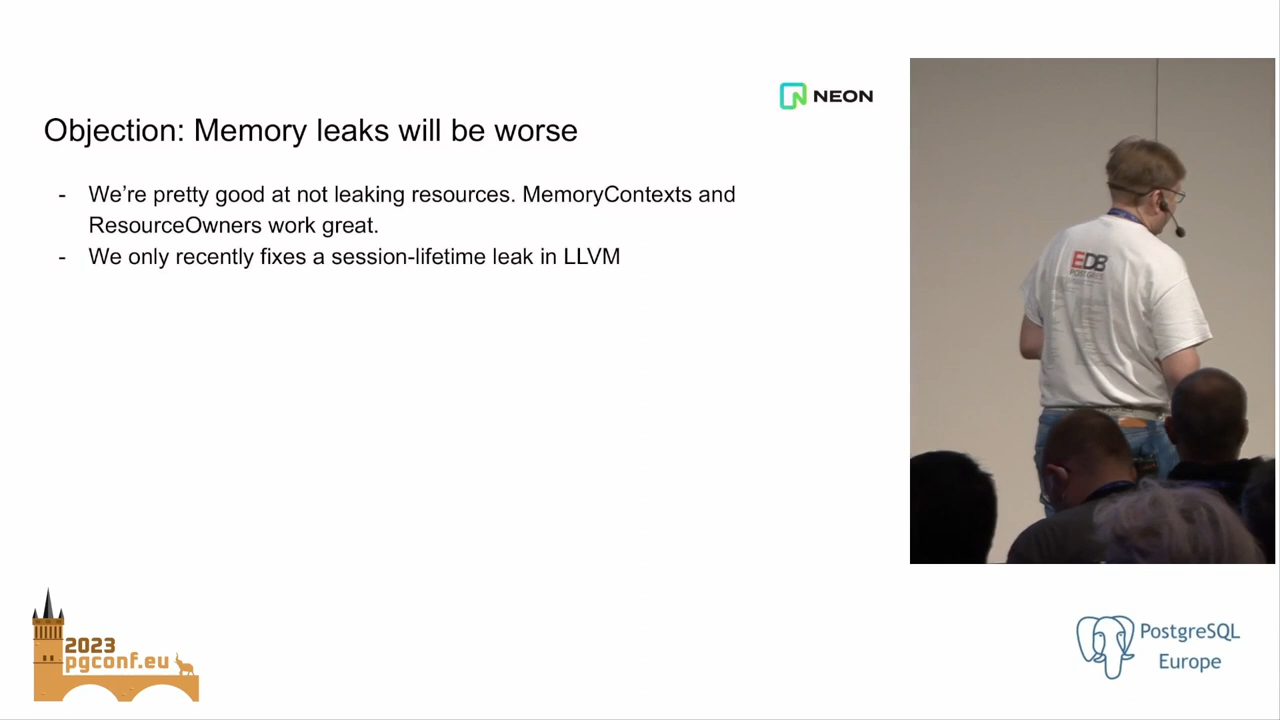 NEON
Objection: Memory leaks will be worse
- We're pretty good at not leaking resources. MemoryContexts and
ResourceOwners work great.
- We only recently fixes a session-lifetime leak in LLVM
EDB
POSTGRES
2023
pgconf.eu
PostgreSQL
Europe